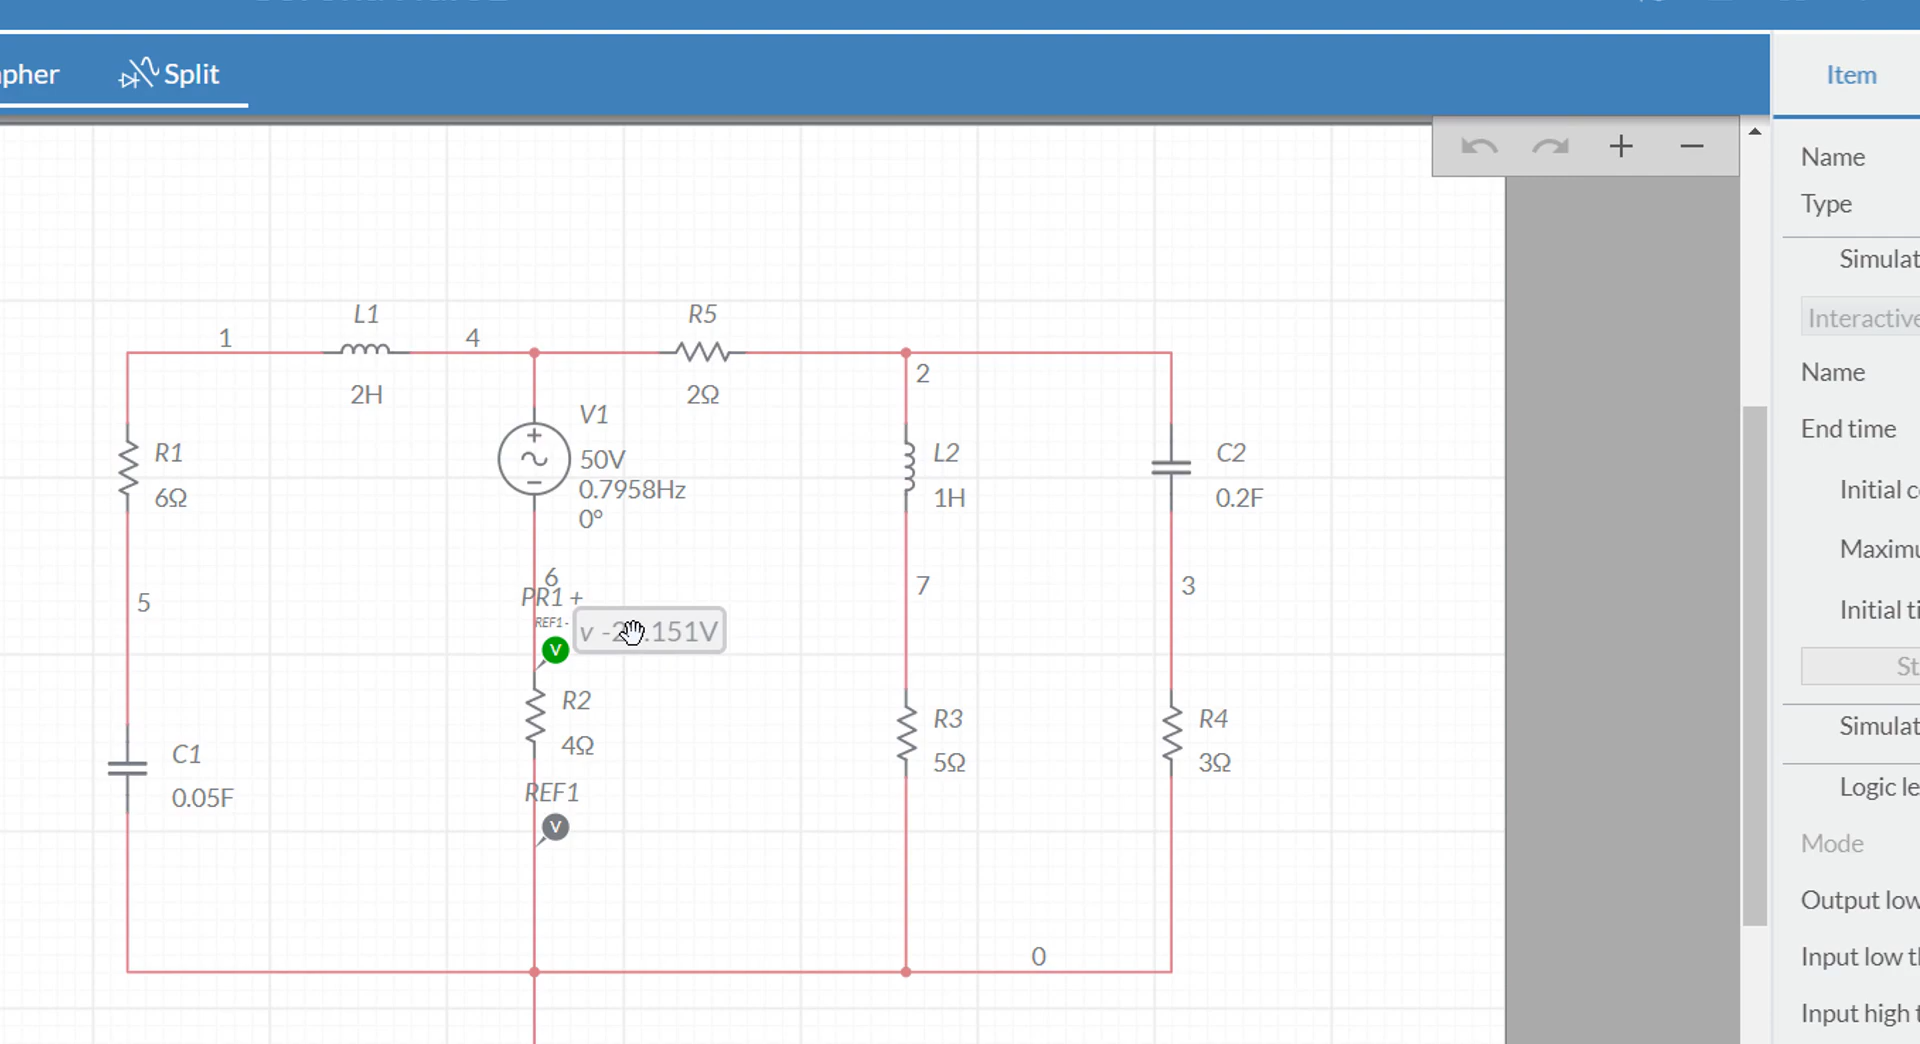 pher
Split
Item
Name
Type
Simulat
Interactive
Name
End time
Initial c
Maximu
Initial ti
St
Simulat
Logic le
Mode
Output low
Input low t
Input high t
1
L1
4
R5
2H
2Ω
2
R1
6Ω
V1
50V
0.7958Hz
0°
L2
1H
C2
0.2F
5
6
PR1 +
REF1-
v
.151V
V
7
3
R2
4Ω
R3
5Ω
R4
3Ω
C1
0.05F
REF1
V
0